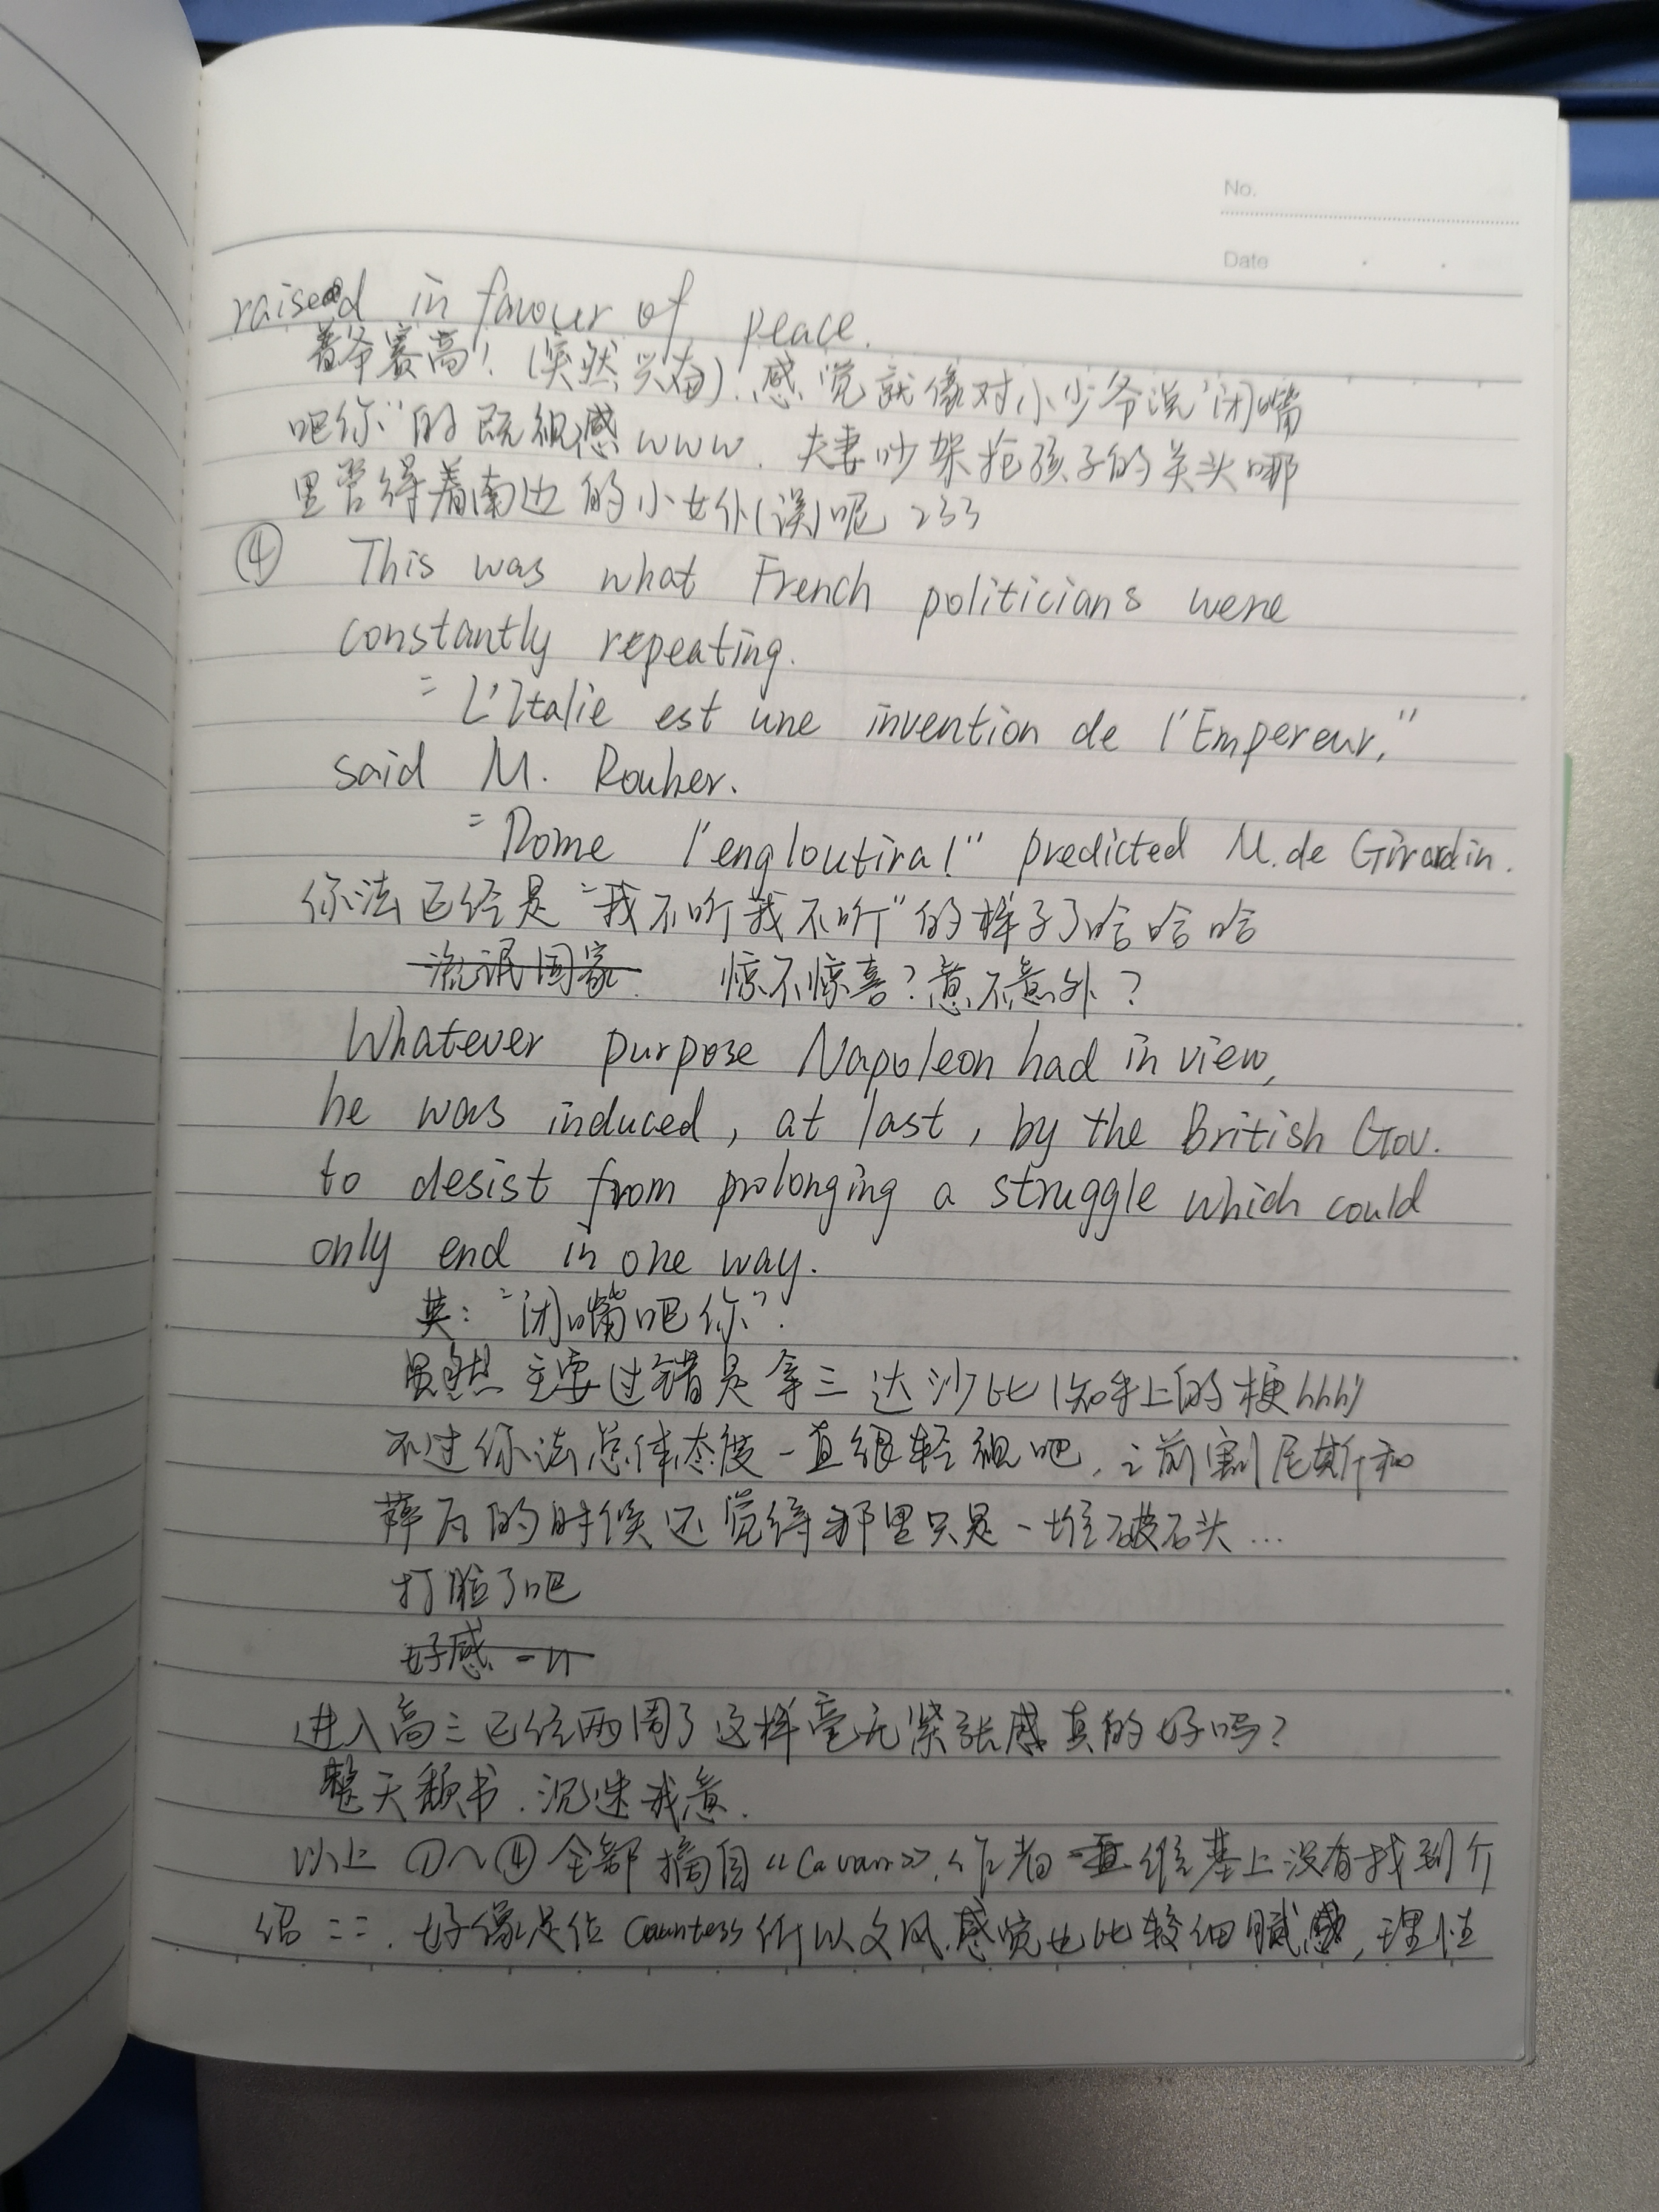 No.
Date
raised in favour of peace.
普爷赛高！(突然兴奋)．感觉就像对小少爷说"闭嘴
吧你"的既视感www．夫妻吵架抢孩子的关头哪
里管得着南边的小女仆(误)呢 233
④ This was what French politicians were
constantly repeating.
"L'Italie est une invention de l'Empereur,"
said M. Rouher.
"Rome l'engloutira!" predicted M. de Girardin.
你法已经是"我不听我不听"的样子了哈哈哈
流氓国家．惊不惊喜？意不意外？
Whatever purpose Napoleon had in view,
he was induced, at last, by the British Gov.
to desist from prolonging a struggle which could
only end in one way.
英："闭嘴吧你".
虽然主要过错是拿三达沙比(知乎上的梗hhh)
不过你法总体态度一直很轻视吧，之前割尼斯和
萨瓦的时候还觉得那里只是一堆破石头...
打脸了吧
好感-n
进入高三已经两周了这样毫无紧张感真的好吗？
整天翻书．沉迷我意．
以上①~④全部摘自《Cavour》．作者维基上没有找到介
绍==．好像是位Countess所以文风感觉也比较细腻感，理性